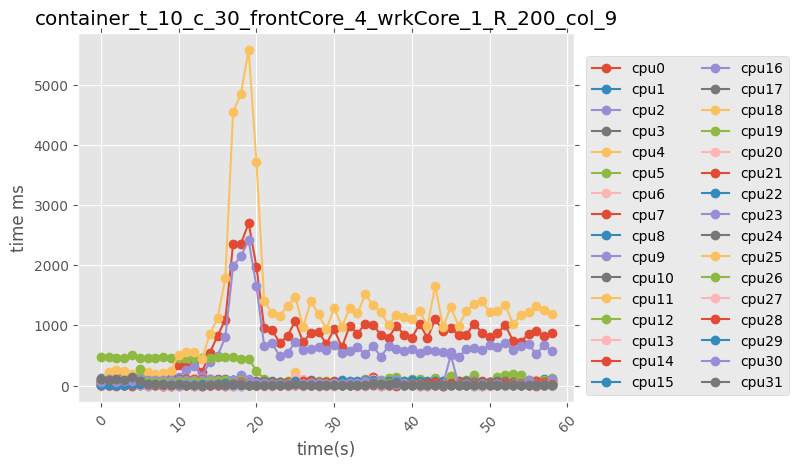 container_t_10_c_30_frontCore_4_wrkCore_1_R_200_col_9
5000
4000
3000
2000
1000
0
time ms
0
10
20
30
40
50
60
time(s)
cpu0
cpu1
cpu2
cpu3
cpu4
cpu5
cpu6
cpu7
cpu8
cpu9
cpu10
cpu11
cpu12
cpu13
cpu14
cpu15
cpu16
cpu17
cpu18
cpu19
cpu20
cpu21
cpu22
cpu23
cpu24
cpu25
cpu26
cpu27
cpu28
cpu29
cpu30
cpu31